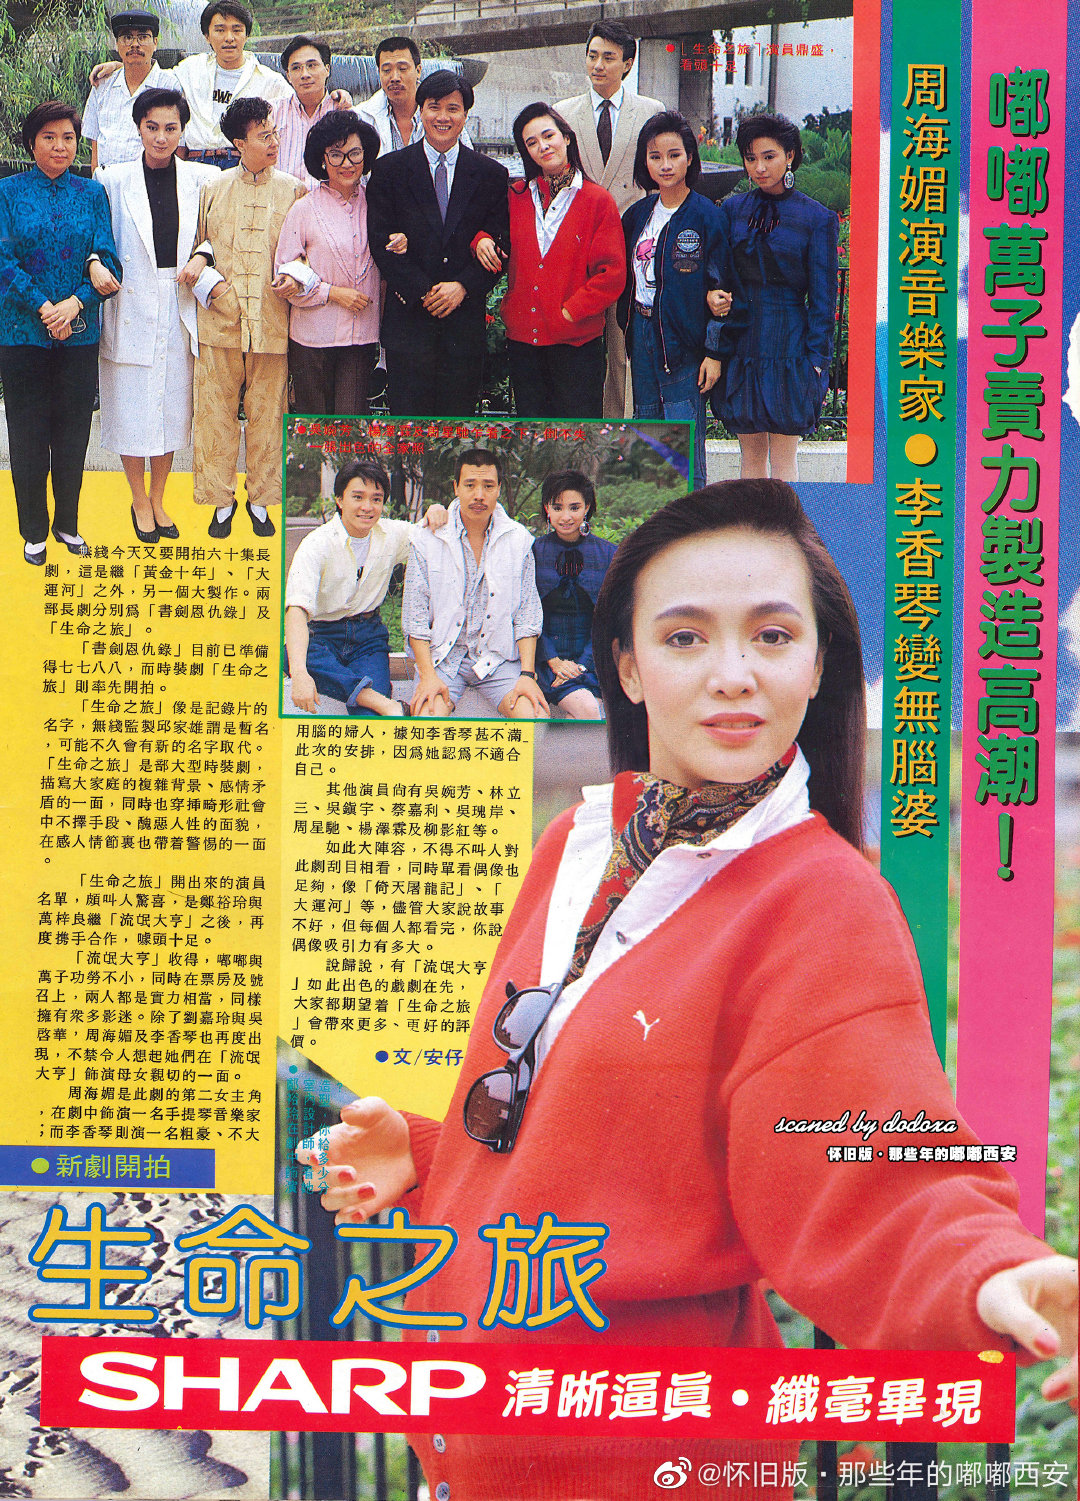 嘟嘟萬子賣力製造高潮！
周海媚演音樂家●李香琴變無腦婆
●「生命之旅」演員鼎盛，
看頭十足
無綫今天又要開拍六十集長
劇，這是繼「黃金十年」、「大
運河」之外，另一個大製作。兩
部長劇分別爲「書劍恩仇錄」及
「生命之旅」。
「書劍恩仇錄」目前已準備
得七七八八，而時裝劇「生命之
旅」則率先開拍。
「生命之旅」像是記錄片的
名字，無綫監製邱家雄謂是暫名
，可能不久會有新的名字取代。
「生命之旅」是部大型時裝劇，
描寫大家庭的複雜背景、感情矛
盾的一面，同時也穿挿畸形社會
中不擇手段、醜惡人性的面貌，
在感人情節裏也帶着警惕的一面
。
「生命之旅」開出來的演員
名單，頗叫人驚喜，是鄭裕玲與
萬梓良繼「流氓大亨」之後，再
度携手合作，噱頭十足。
「流氓大亨」收得，嘟嘟與
萬子功勞不小，同時在票房及號
召上，兩人都是實力相當，同樣
擁有衆多影迷。除了劉嘉玲與吳
啓華，周海媚及李香琴也再度出
現，不禁令人想起她們在「流氓
大亨」飾演母女親切的一面。
周海媚是此劇的第二女主角
，在劇中飾演一名手提琴音樂家
；而李香琴則演一名粗豪、不大
用腦的婦人，據知李香琴甚不滿
此次的安排，因爲她認爲不適合
自己。
其他演員尙有吳婉芳、林立
三、吳鎭宇、蔡嘉利、吳瑰岸、
周星馳、楊澤霖及柳影紅等。
如此大陣容，不得不叫人對
此劇刮目相看，同時單看偶像也
足夠，像「倚天屠龍記」、「
大運河」等，儘管大家說故事
不好，但每個人都看完，你說
偶像吸引力有多大。
說歸說，有「流氓大亨
」如此出色的戲劇在先，
大家都期望着「生命之旅
」會帶來更多、更好的評
價。
●文/安仔
●新劇開拍
生命之旅
SHARP 清晰逼眞·纖毫畢現
scaned by dodoxa
怀旧版·那些年的嘟嘟西安
@怀旧版·那些年的嘟嘟西安